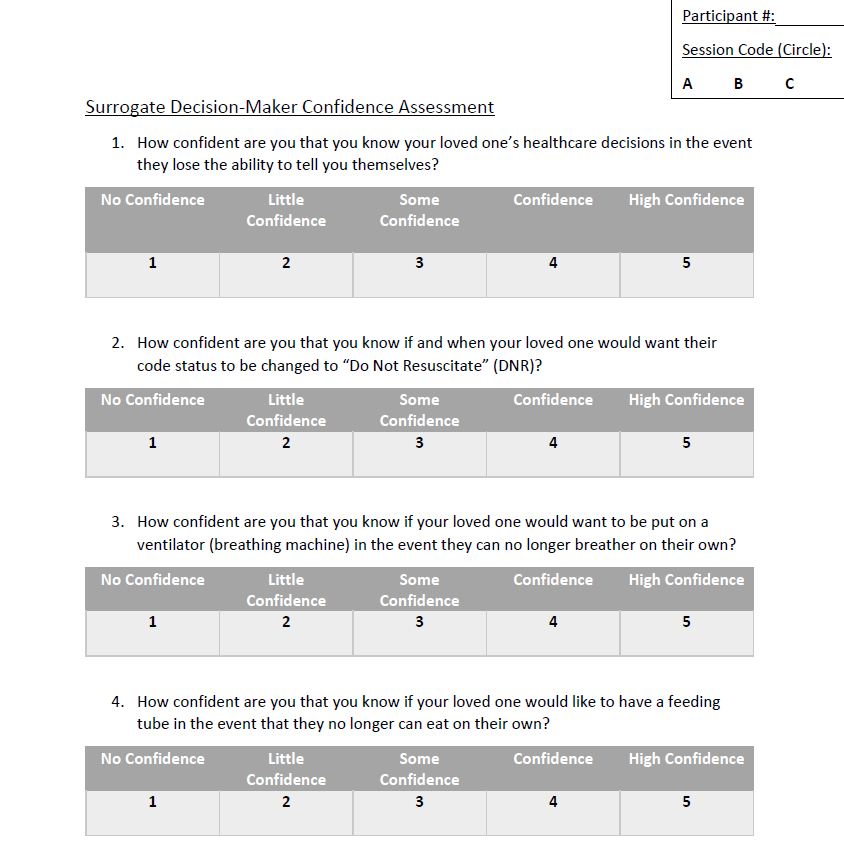 Participant #:
Session Code (Circle):
A B C
Surrogate Decision-Maker Confidence Assessment
1. How confident are you that you know your loved one’s healthcare decisions in the event
they lose the ability to tell you themselves?
No Confidence Little Some Confidence High Confidence
Confidence Confidence
1 2 3 4 5
2. How confident are you that you know if and when your loved one would want their
code status to be changed to “Do Not Resuscitate” (DNR)?
No Confidence Little Some Confidence High Confidence
Confidence Confidence
1 2 3 4 5
3. How confident are you that you know if your loved one would want to be put on a
ventilator (breathing machine) in the event they can no longer breather on their own?
No Confidence Little Some Confidence High Confidence
Confidence Confidence
1 2 3 4 5
4. How confident are you that you know if your loved one would like to have a feeding
tube in the event that they no longer can eat on their own?
No Confidence Little Some Confidence High Confidence
Confidence Confidence
1 2 3 4 5